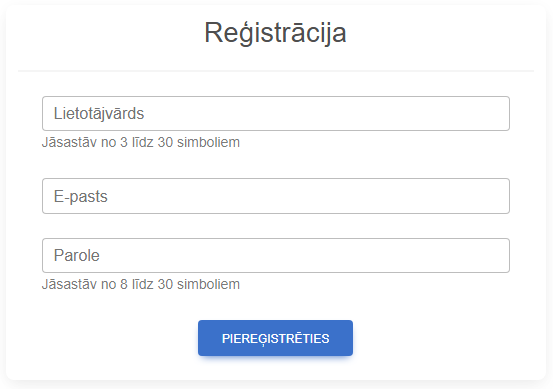 Reģistrācija
Lietotājvārds
Jāsastāv no 3 līdz 30 simboliem
E-pasts
Parole
Jāsastāv no 8 līdz 30 simboliem
PIEREĢISTRĒTIES